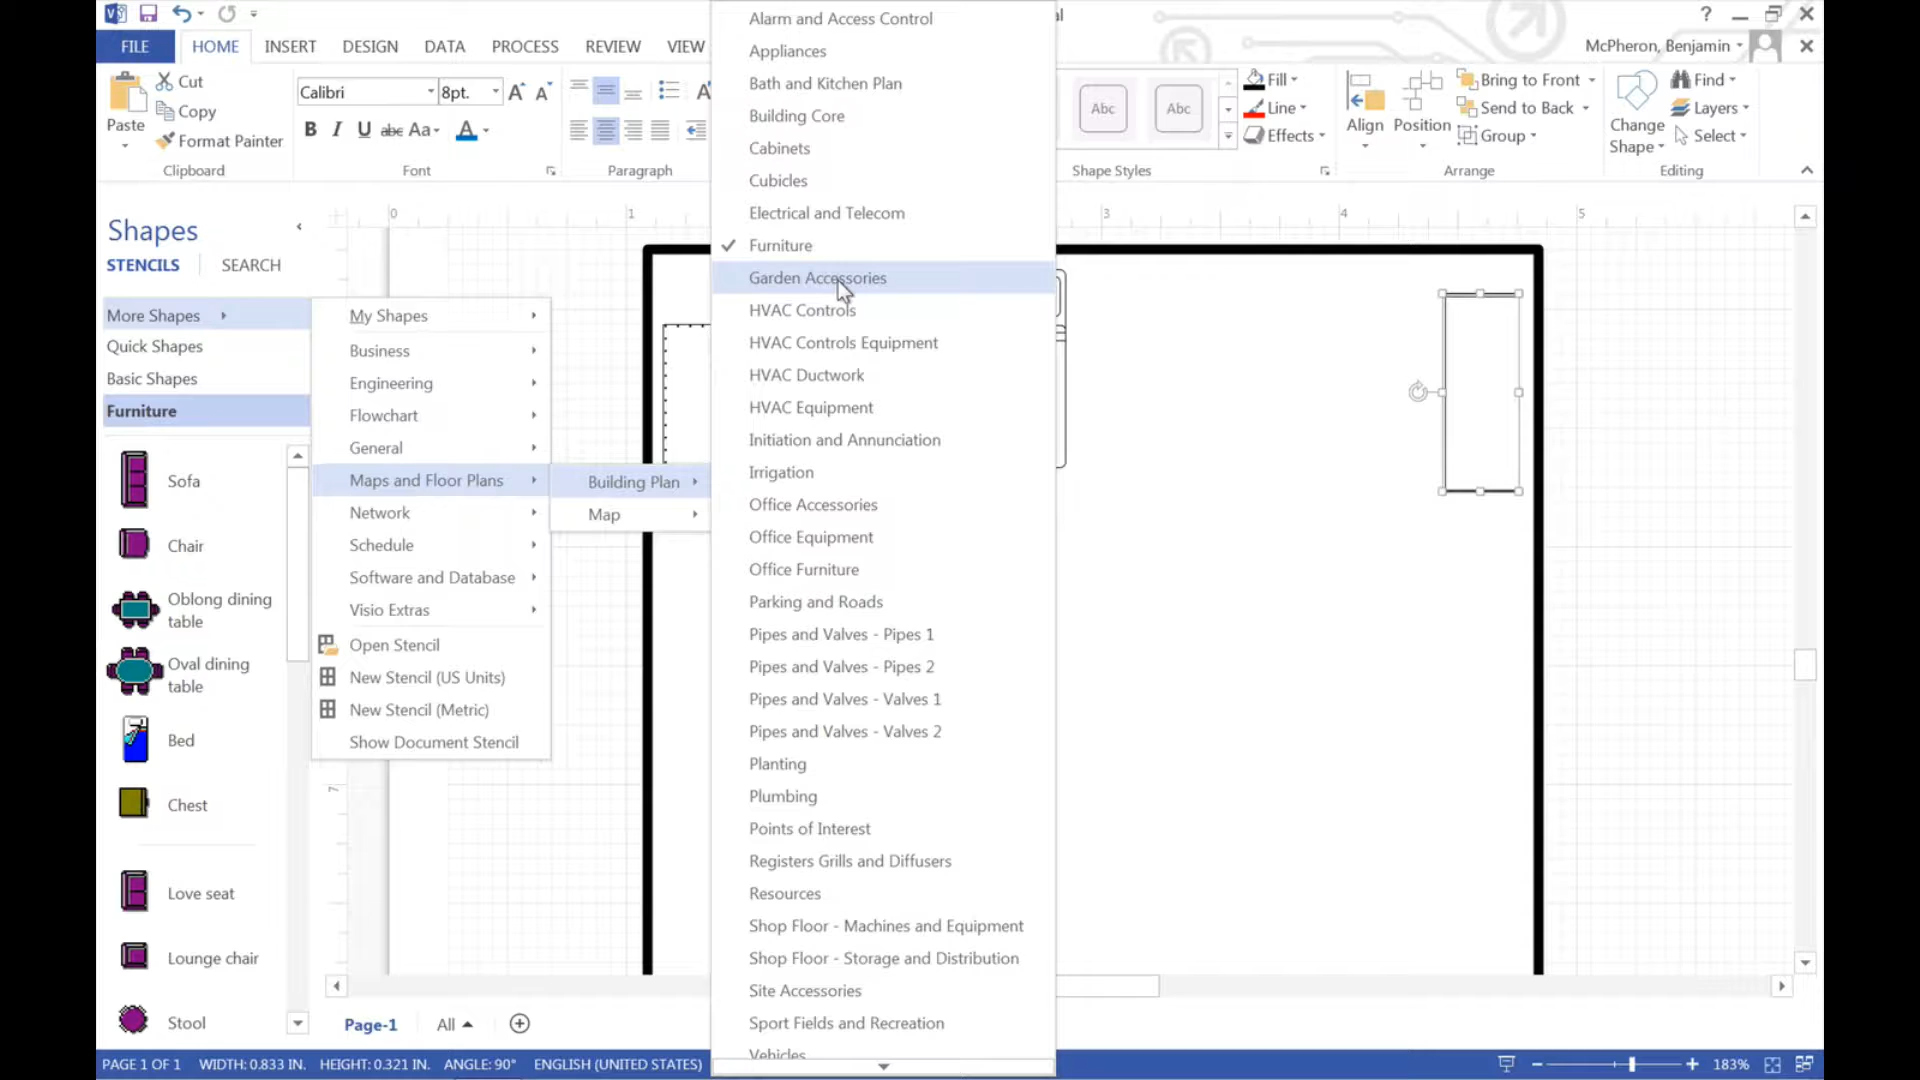 al
?
McPheron, Benjamin
FILE HOME INSERT DESIGN DATA PROCESS REVIEW VIEW
Paste
Cut
Copy
Format Painter
Clipboard
Calibri 8pt. A A
B I U abc Aa A
Font
Paragraph
Abc Abc
Shape Styles
Fill
Line
Effects
Align Position
Bring to Front
Send to Back
Group
Arrange
Change Shape
Find
Layers
Select
Editing
Shapes
STENCILS SEARCH
More Shapes
Quick Shapes
Basic Shapes
Furniture
Sofa
Chair
Oblong dining
table
Oval dining
table
Bed
Chest
Love seat
Lounge chair
Stool
My Shapes
Business
Engineering
Flowchart
General
Maps and Floor Plans
Network
Schedule
Software and Database
Visio Extras
Open Stencil
New Stencil (US Units)
New Stencil (Metric)
Show Document Stencil
Building Plan
Map
Alarm and Access Control
Appliances
Bath and Kitchen Plan
Building Core
Cabinets
Cubicles
Electrical and Telecom
Furniture
Garden Accessories
HVAC Controls
HVAC Controls Equipment
HVAC Ductwork
HVAC Equipment
Initiation and Annunciation
Irrigation
Office Accessories
Office Equipment
Office Furniture
Parking and Roads
Pipes and Valves - Pipes 1
Pipes and Valves - Pipes 2
Pipes and Valves - Valves 1
Pipes and Valves - Valves 2
Planting
Plumbing
Points of Interest
Registers Grills and Diffusers
Resources
Shop Floor - Machines and Equipment
Shop Floor - Storage and Distribution
Site Accessories
Sport Fields and Recreation
Vehicles
0 1 3 4 5
7
Page-1 All
PAGE 1 OF 1 WIDTH: 0.833 IN. HEIGHT: 0.321 IN. ANGLE: 90° ENGLISH (UNITED STATES) 183%